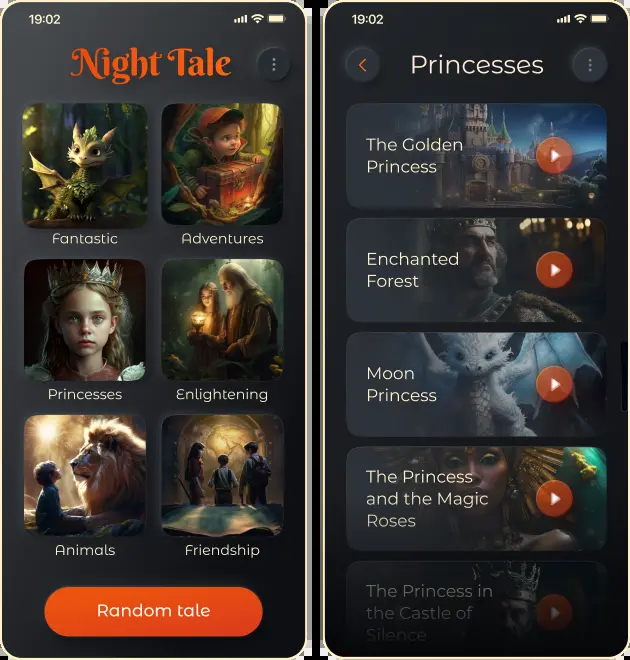 19:02
Night Tale
Fantastic
Adventures
Princesses
Enlightening
Animals
Friendship
Random tale
19:02
Princesses
The Golden
Princess
Enchanted
Forest
Moon
Princess
The Princess
and the Magic
Roses
The Princess in
the Castle of
Silence